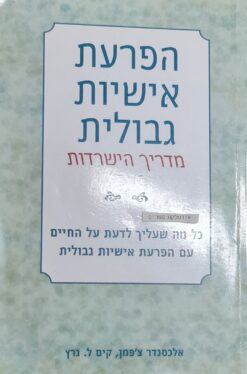 הפרעת
אישיות
גבולית
מדריך הישרדות
כל מה שעליך לדעת על החיים
עם הפרעת אישיות גבולית
אלכסנדר צ'פמן, קים ל. גרץ